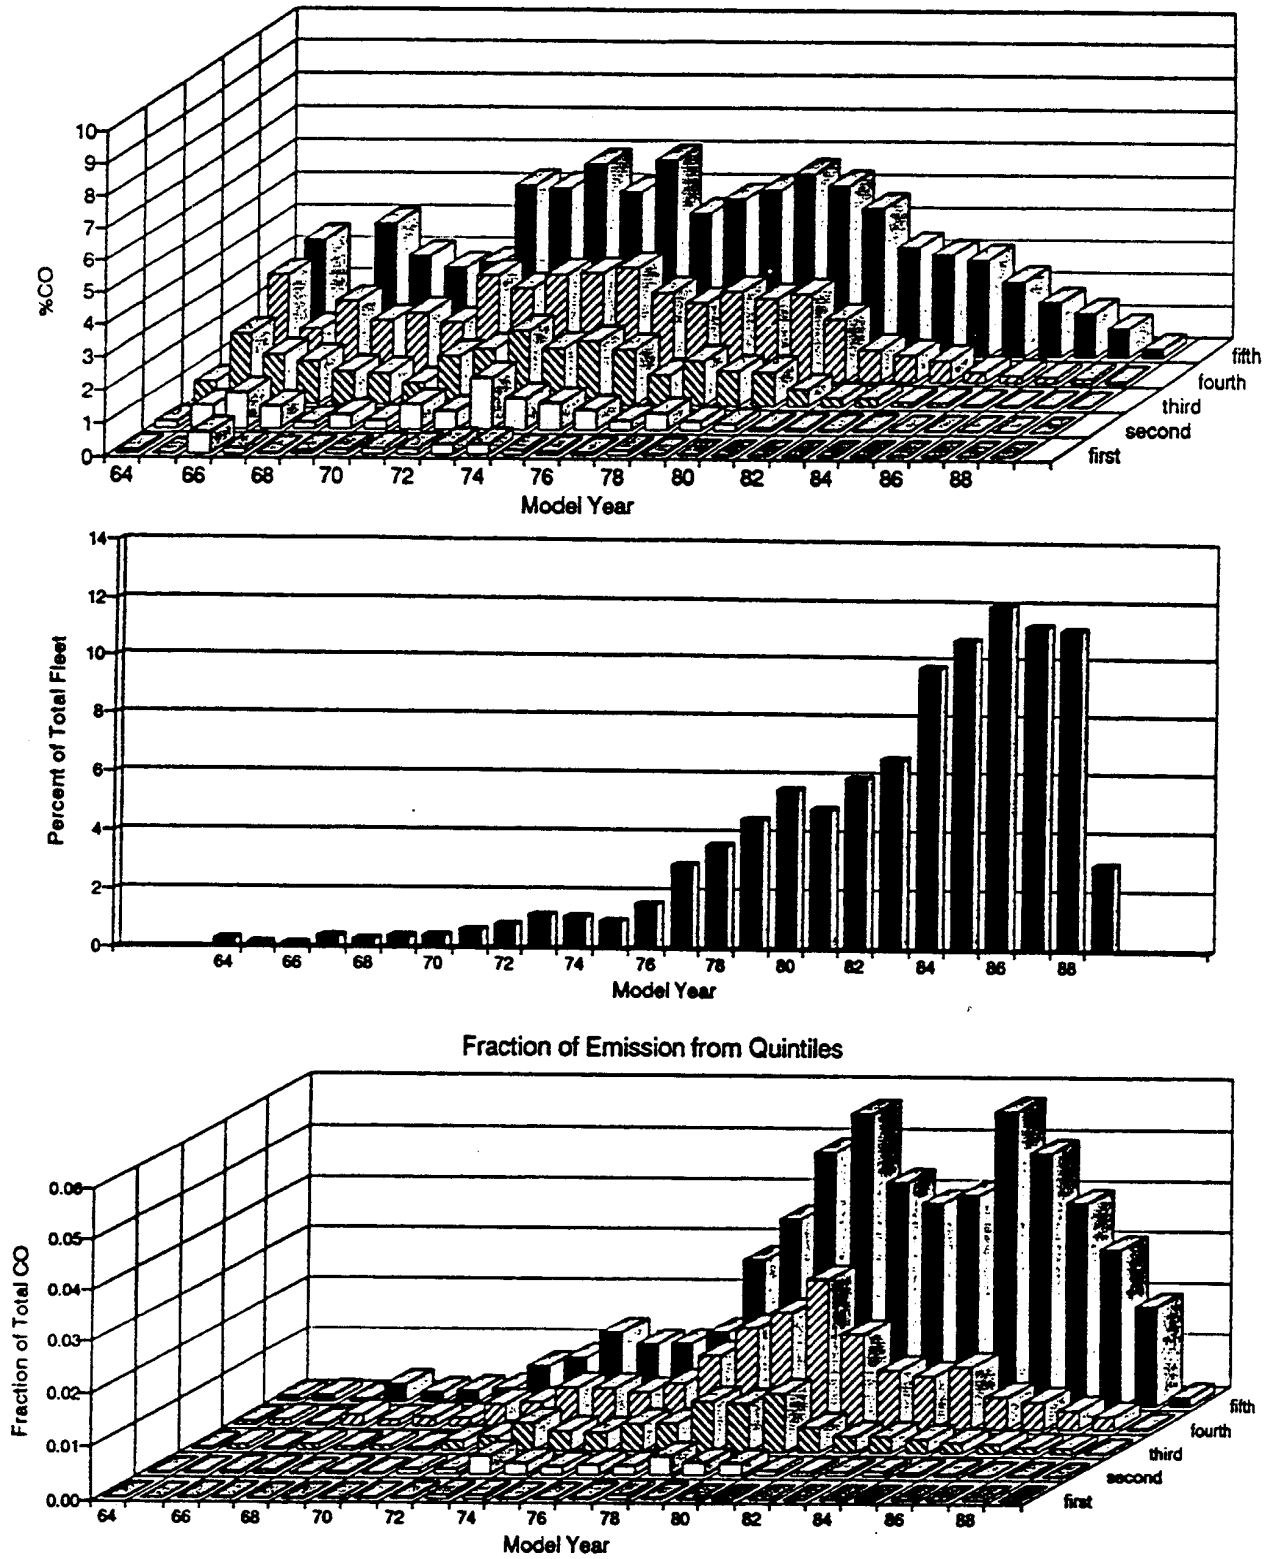 10
9
8
7
6
5
4
3
2
1
0
%CO
64 66 68 70 72 74 76 78 80 82 84 86 88
fifth
fourth
third
second
first
Model Year
14
12
10
8
6
4
2
0
Percent of Total Fleet
64 66 68 70 72 74 76 78 80 82 84 86 88
Model Year
Fraction of Emission from Quintiles
0.06
0.05
0.04
0.03
0.02
0.01
0.00
Fraction of Total CO
64 66 68 70 72 74 76 78 80 82 84 86 88
fifth
fourth
third
second
first
Model Year